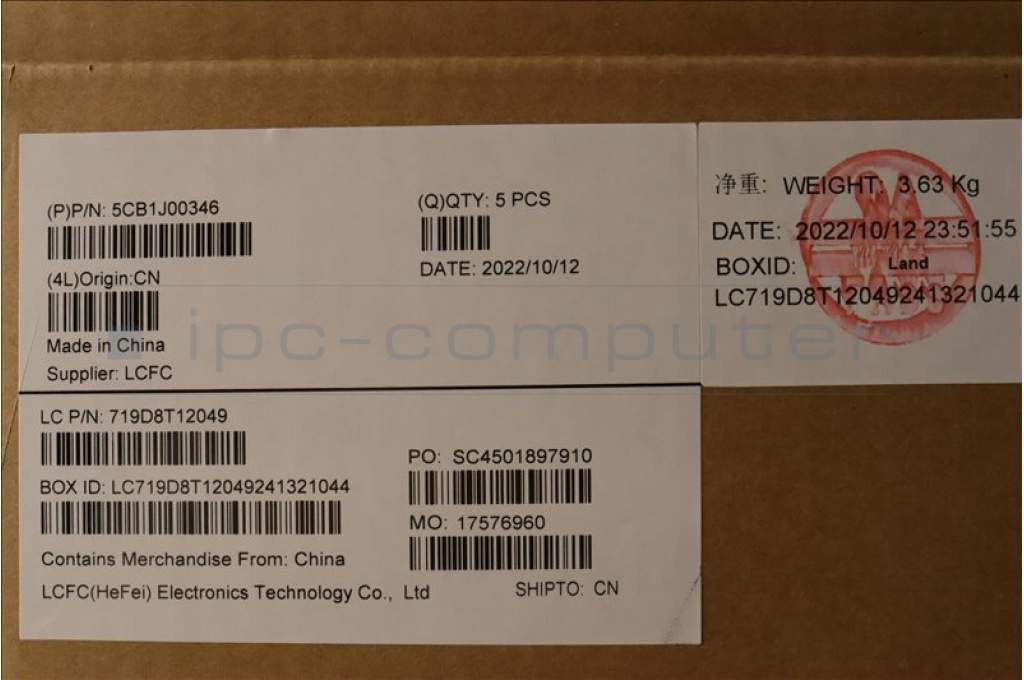 (P)P/N: 5CB1J00346
(Q)QTY: 5 PCS
(4L)Origin:CN
DATE: 2022/10/12
Made in China
Supplier: LCFC
净重: WEIGHT: 3.63 Kg
DATE: 2022/10/12 23:51:55
BOXID: Land
LC719D8T12049241321044
ipc-computer
LC P/N: 719D8T12049
PO: SC4501897910
BOX ID: LC719D8T12049241321044
MO: 17576960
Contains Merchandise From: China
LCFC(HeFei) Electronics Technology Co., Ltd
SHIPTO: CN